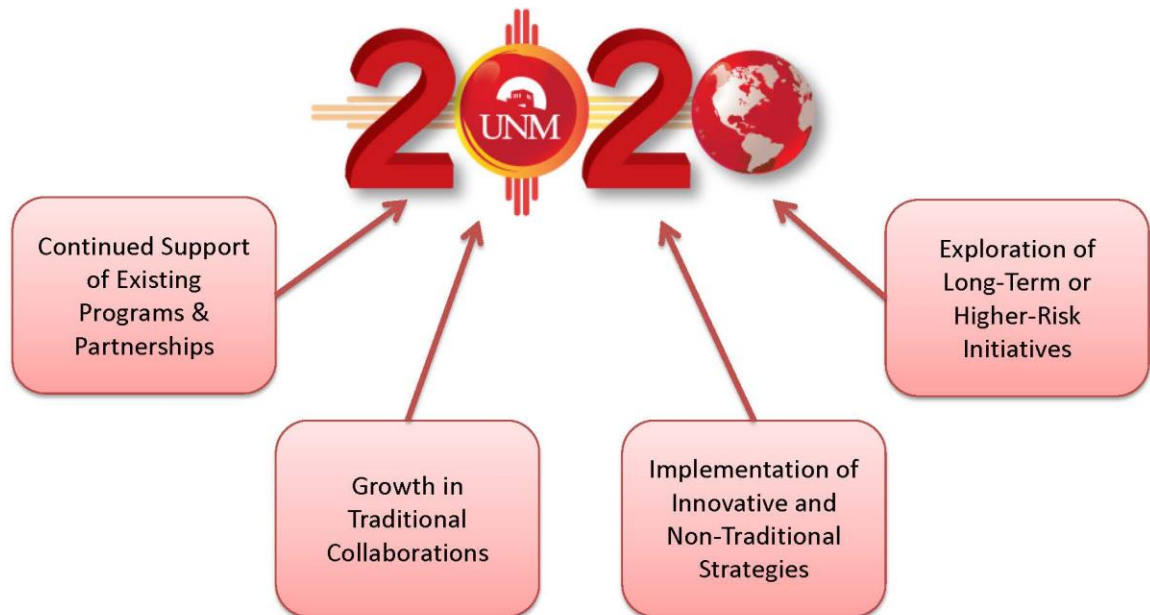 2020
UNM
Continued Support
of Existing
Programs &
Partnerships
Growth in
Traditional
Collaborations
Implementation of
Innovative and
Non-Traditional
Strategies
Exploration of
Long-Term or
Higher-Risk
Initiatives